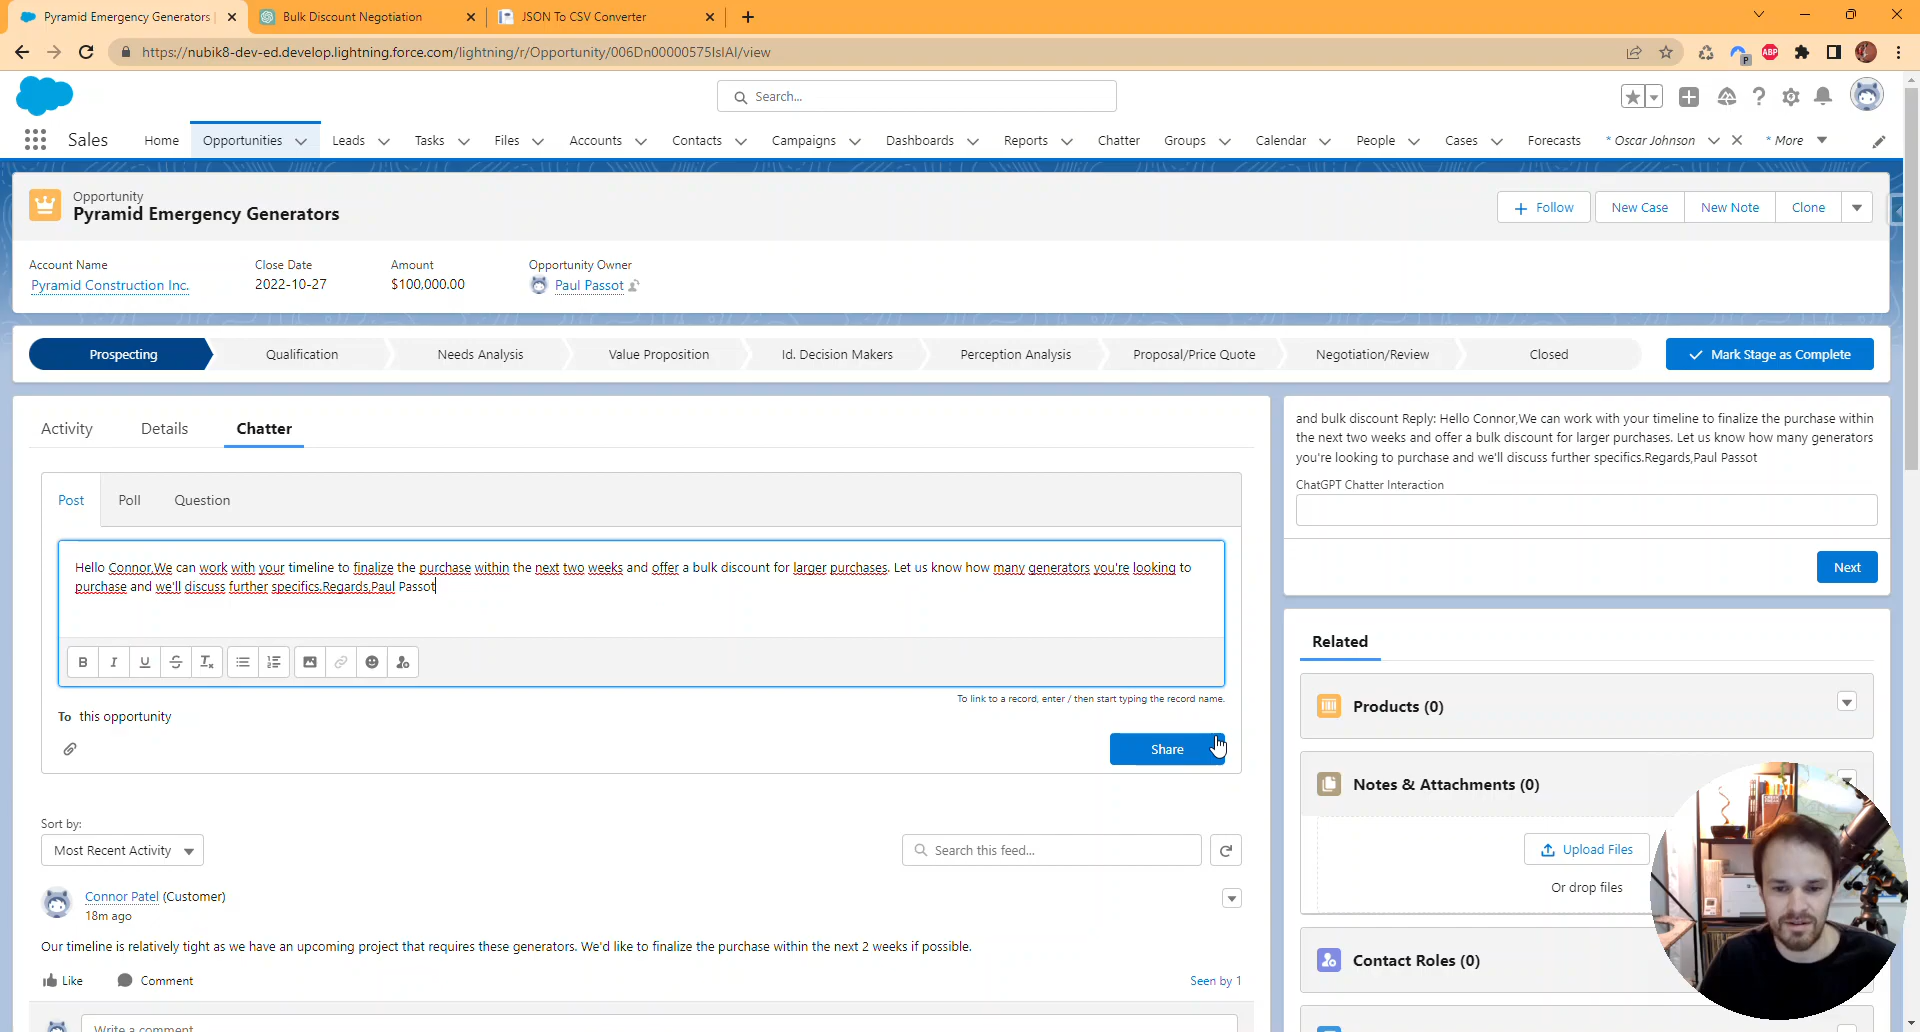 Pyramid Emergency Generators
Bulk Discount Negotiation
JSON To CSV Converter
https://nubik8-dev-ed.develop.lightning.force.com/lightning/r/Opportunity/006Dn00000575IsIAI/view
P
ABP
Search...
Sales
Home
Opportunities
Leads
Tasks
Files
Accounts
Contacts
Campaigns
Dashboards
Reports
Chatter
Groups
Calendar
People
Cases
Forecasts
* Oscar Johnson
* More
Opportunity
Pyramid Emergency Generators
Follow
New Case
New Note
Clone
Account Name
Close Date
Amount
Opportunity Owner
Pyramid Construction Inc.
2022-10-27
$100,000.00
Paul Passot
Prospecting
Qualification
Needs Analysis
Value Proposition
Id. Decision Makers
Perception Analysis
Proposal/Price Quote
Negotiation/Review
Closed
Mark Stage as Complete
Activity
Details
Chatter
Post
Poll
Question
Hello Connor,We can work with your timeline to finalize the purchase within the next two weeks and offer a bulk discount for larger purchases. Let us know how many generators you're looking to
purchase and we'll discuss further specifics.Regards,Paul Passot
B
I
U
S
Tx
To link to a record, enter / then start typing the record name.
To this opportunity
Share
Sort by:
Most Recent Activity
Search this feed...
Connor Patel (Customer)
18m ago
Our timeline is relatively tight as we have an upcoming project that requires these generators. We'd like to finalize the purchase within the next 2 weeks if possible.
Like
Comment
Seen by 1
Write a comment
and bulk discount Reply: Hello Connor,We can work with your timeline to finalize the purchase within
the next two weeks and offer a bulk discount for larger purchases. Let us know how many generators
you're looking to purchase and we'll discuss further specifics.Regards,Paul Passot
ChatGPT Chatter Interaction
Next
Related
Products (0)
Notes & Attachments (0)
Upload Files
Or drop files
Contact Roles (0)